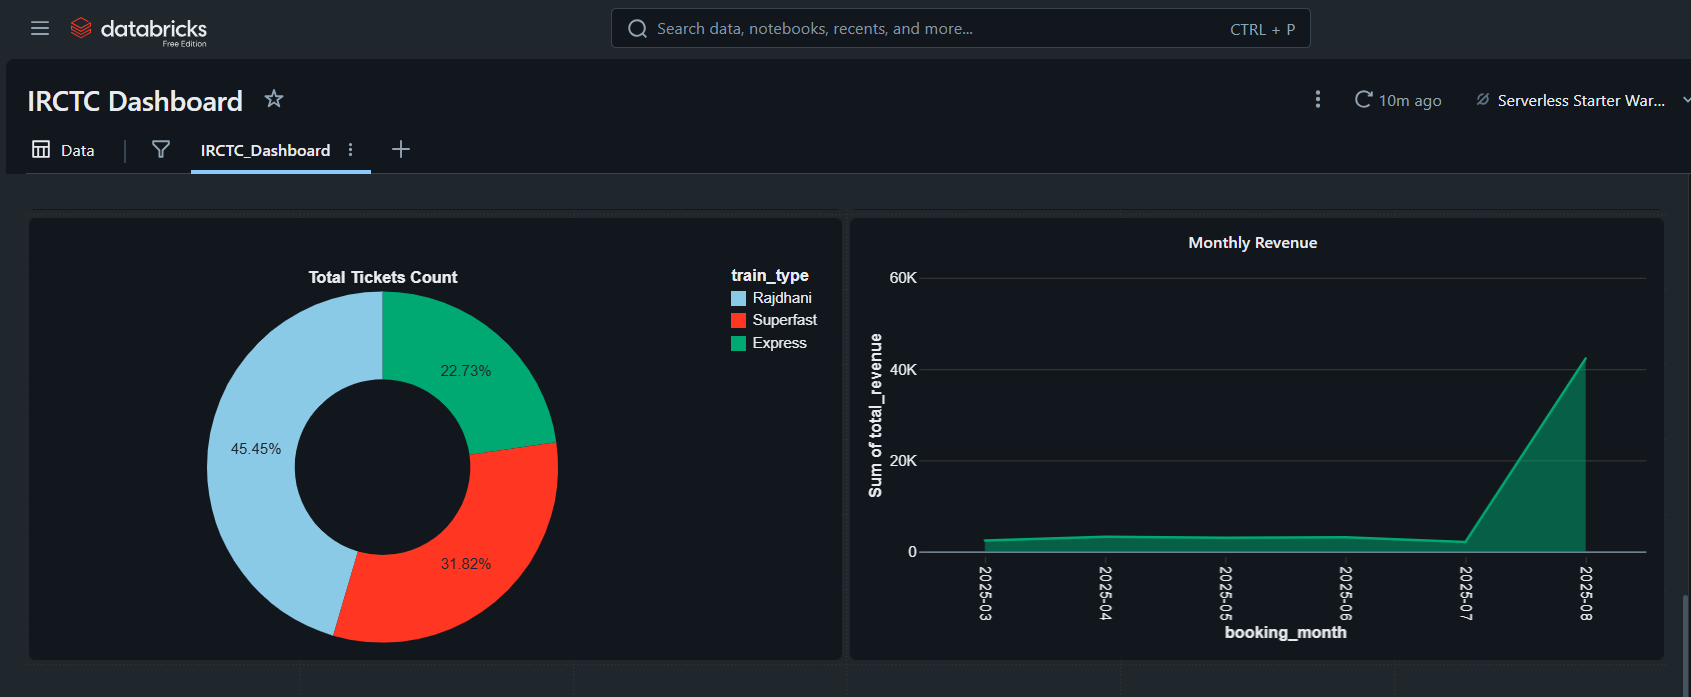 databricks
Free Edition
Search data, notebooks, recents, and more...
CTRL + P
IRCTC Dashboard
10m ago
Serverless Starter War...
Data
IRCTC_Dashboard
Total Tickets Count
train_type
Rajdhani
Superfast
Express
22.73%
45.45%
31.82%
Monthly Revenue
Sum of total_revenue
60K
40K
20K
0
2025-03
2025-04
2025-05
2025-06
2025-07
2025-08
booking_month